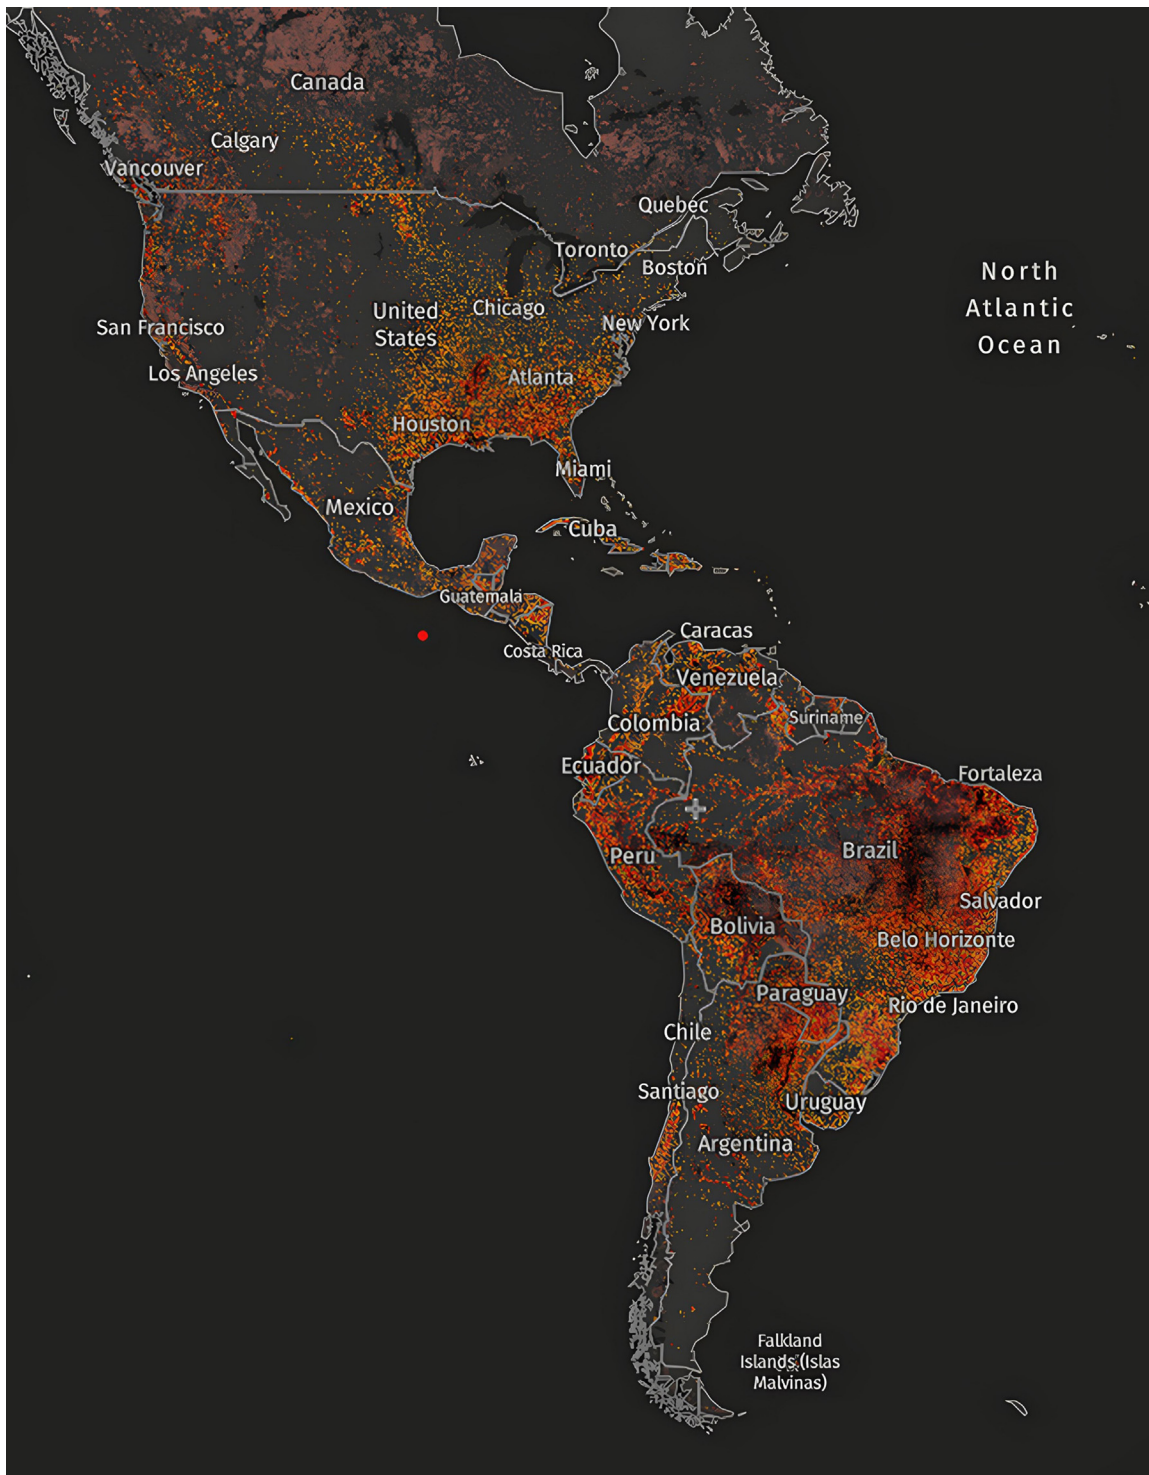 Canada
Calgary
Vancouver
Quebec
Toronto
Boston
North
Atlantic
Ocean
United
States
Chicago
New York
San Francisco
Los Angeles
Atlanta
Houston
Miami
Mexico
Cuba
Guatemala
Caracas
Costa Rica
Venezuela
Suriname
Colombia
Ecuador
Fortaleza
Brazil
Peru
Salvador
Bolivia
Belo Horizonte
Paraguay
Rio de Janeiro
Chile
Santiago
Uruguay
Argentina
Falkland
Islands (Islas
Malvinas)